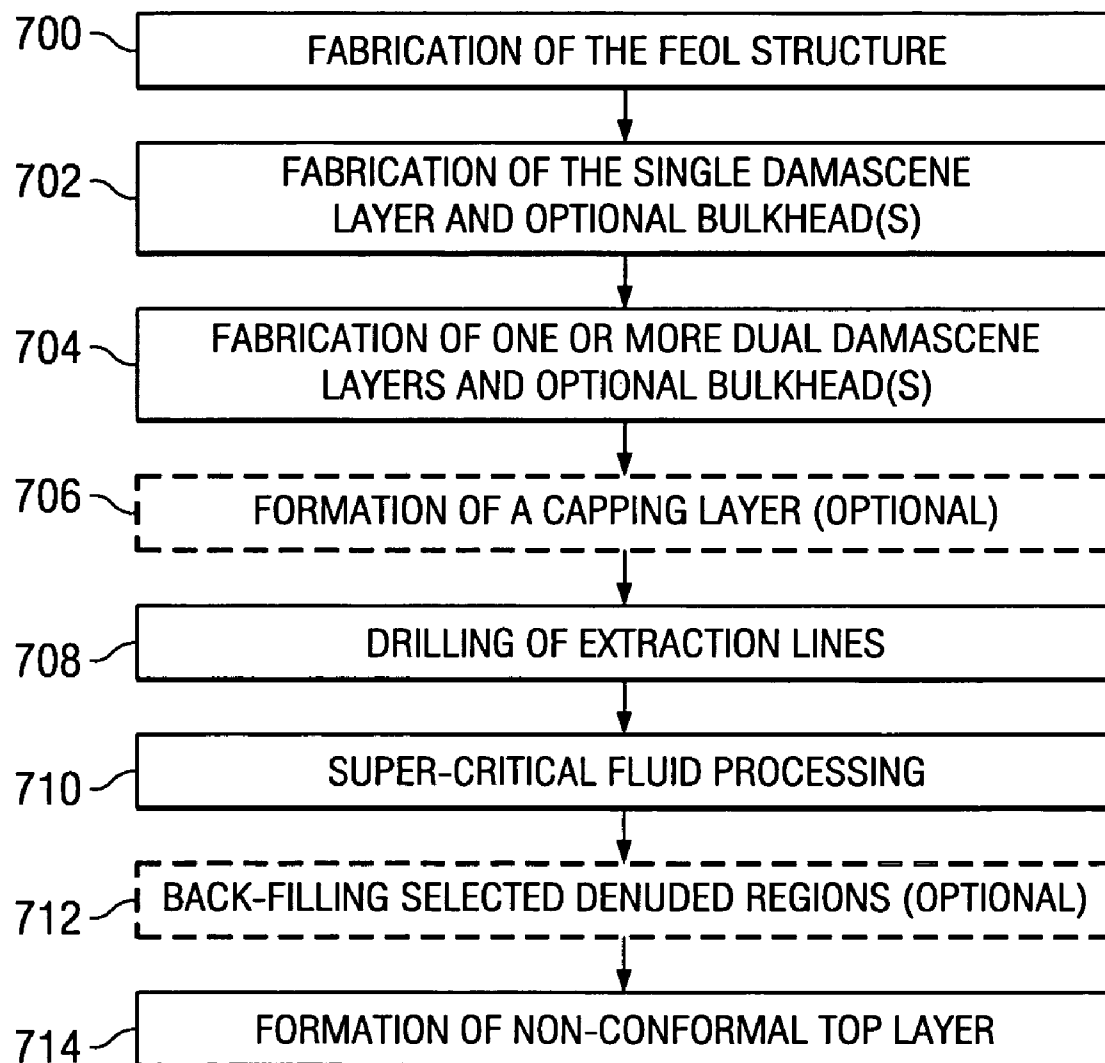 700
FABRICATION OF THE FEOL STRUCTURE
702
FABRICATION OF THE SINGLE DAMASCENE
LAYER AND OPTIONAL BULKHEAD(S)
704
FABRICATION OF ONE OR MORE DUAL DAMASCENE
LAYERS AND OPTIONAL BULKHEAD(S)
706
FORMATION OF A CAPPING LAYER (OPTIONAL)
708
DRILLING OF EXTRACTION LINES
710
SUPER-CRITICAL FLUID PROCESSING
712
BACK-FILLING SELECTED DENUDED REGIONS (OPTIONAL)
714
FORMATION OF NON-CONFORMAL TOP LAYER